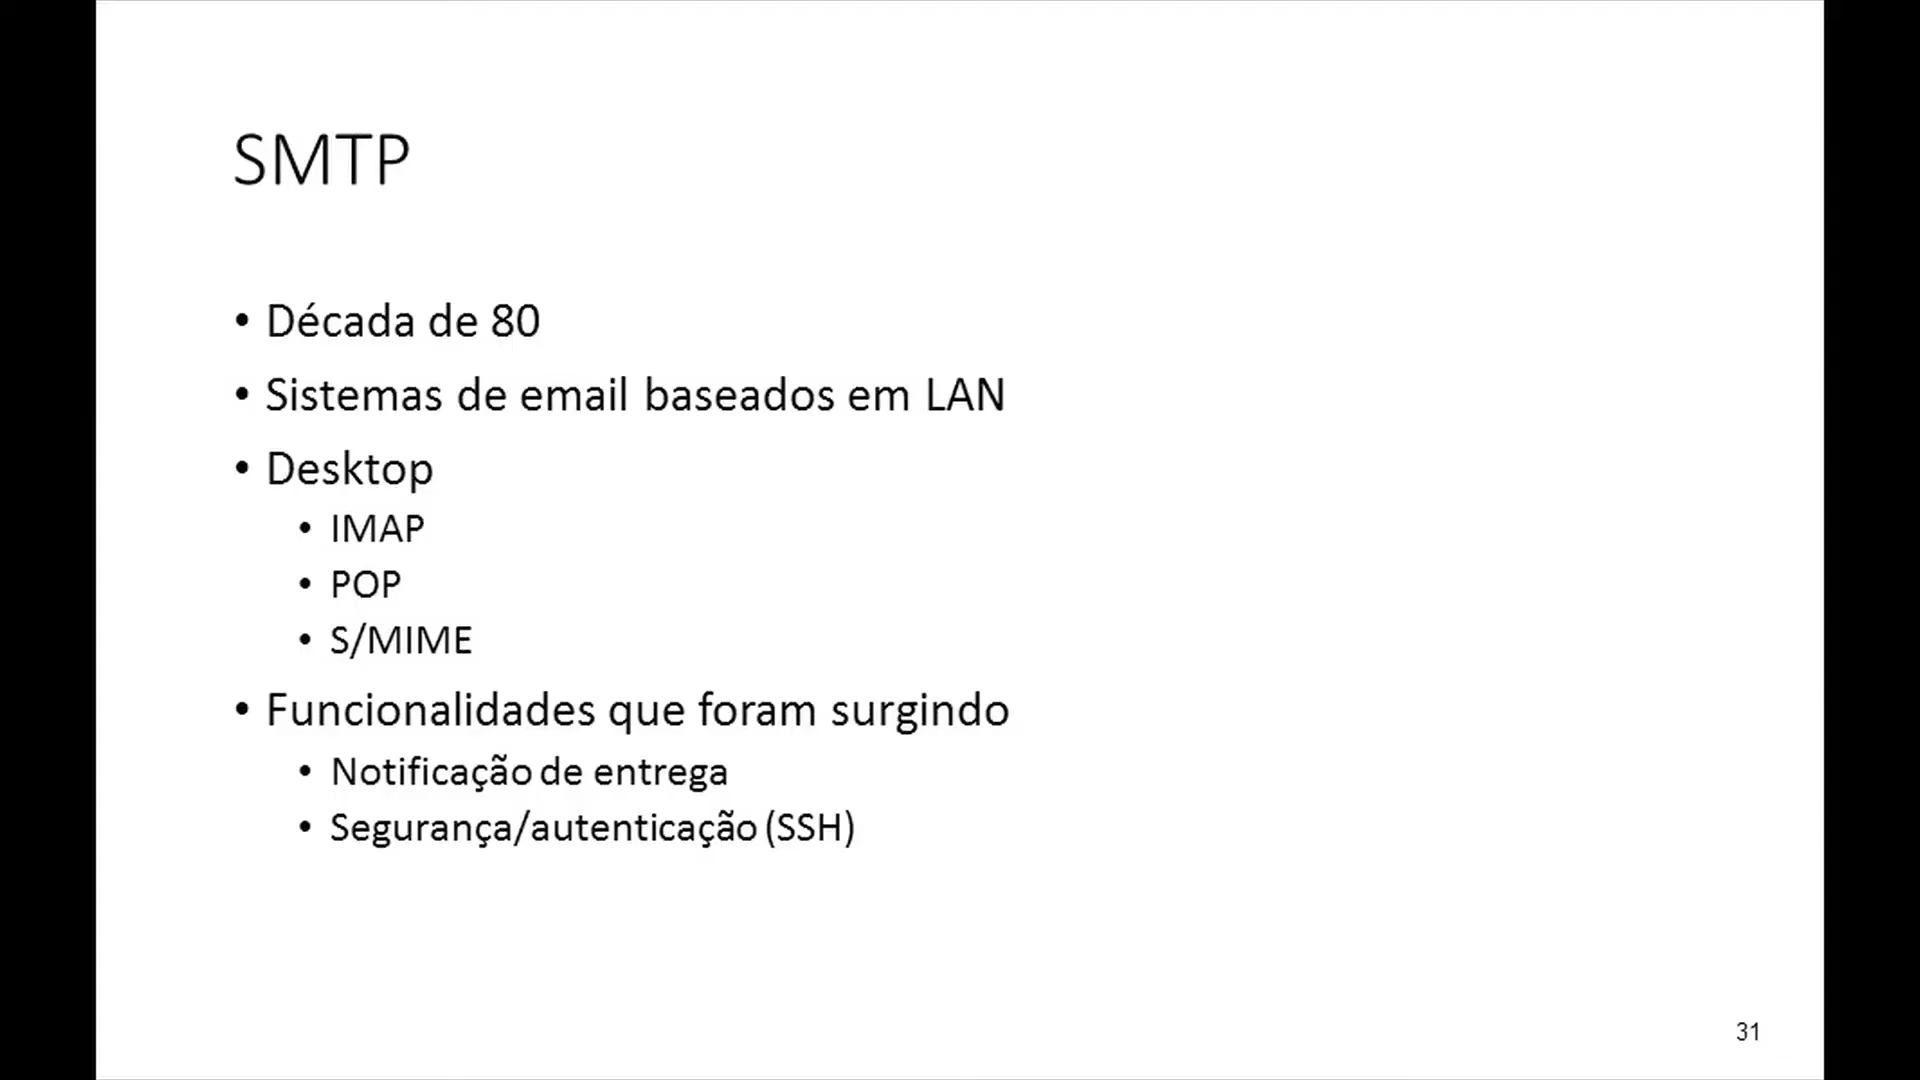 SMTP
• Década de 80
• Sistemas de email baseados em LAN
• Desktop
• IMAP
• POP
• S/MIME
• Funcionalidades que foram surgindo
• Notificação de entrega
• Segurança/autenticação (SSH)
31